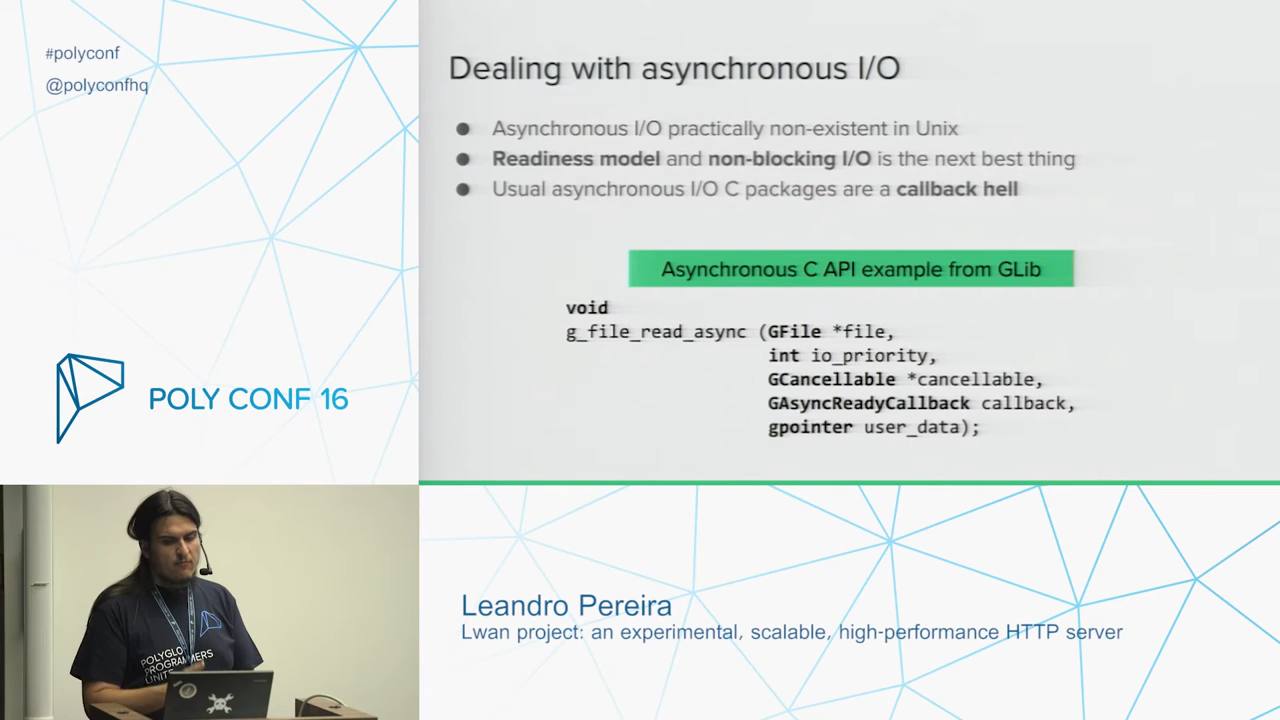 #polyconf
@polyconfhq
POLY CONF 16
Dealing with asynchronous I/O
● Asynchronous I/O practically non-existent in Unix
● Readiness model and non-blocking I/O is the next best thing
● Usual asynchronous I/O C packages are a callback hell
Asynchronous C API example from GLib
void
g_file_read_async (GFile *file,
int io_priority,
GCancellable *cancellable,
GAsyncReadyCallback callback,
gpointer user_data);
POLYGLO
PROGRAMMERS
UNITE
Leandro Pereira
Lwan project: an experimental, scalable, high-performance HTTP server